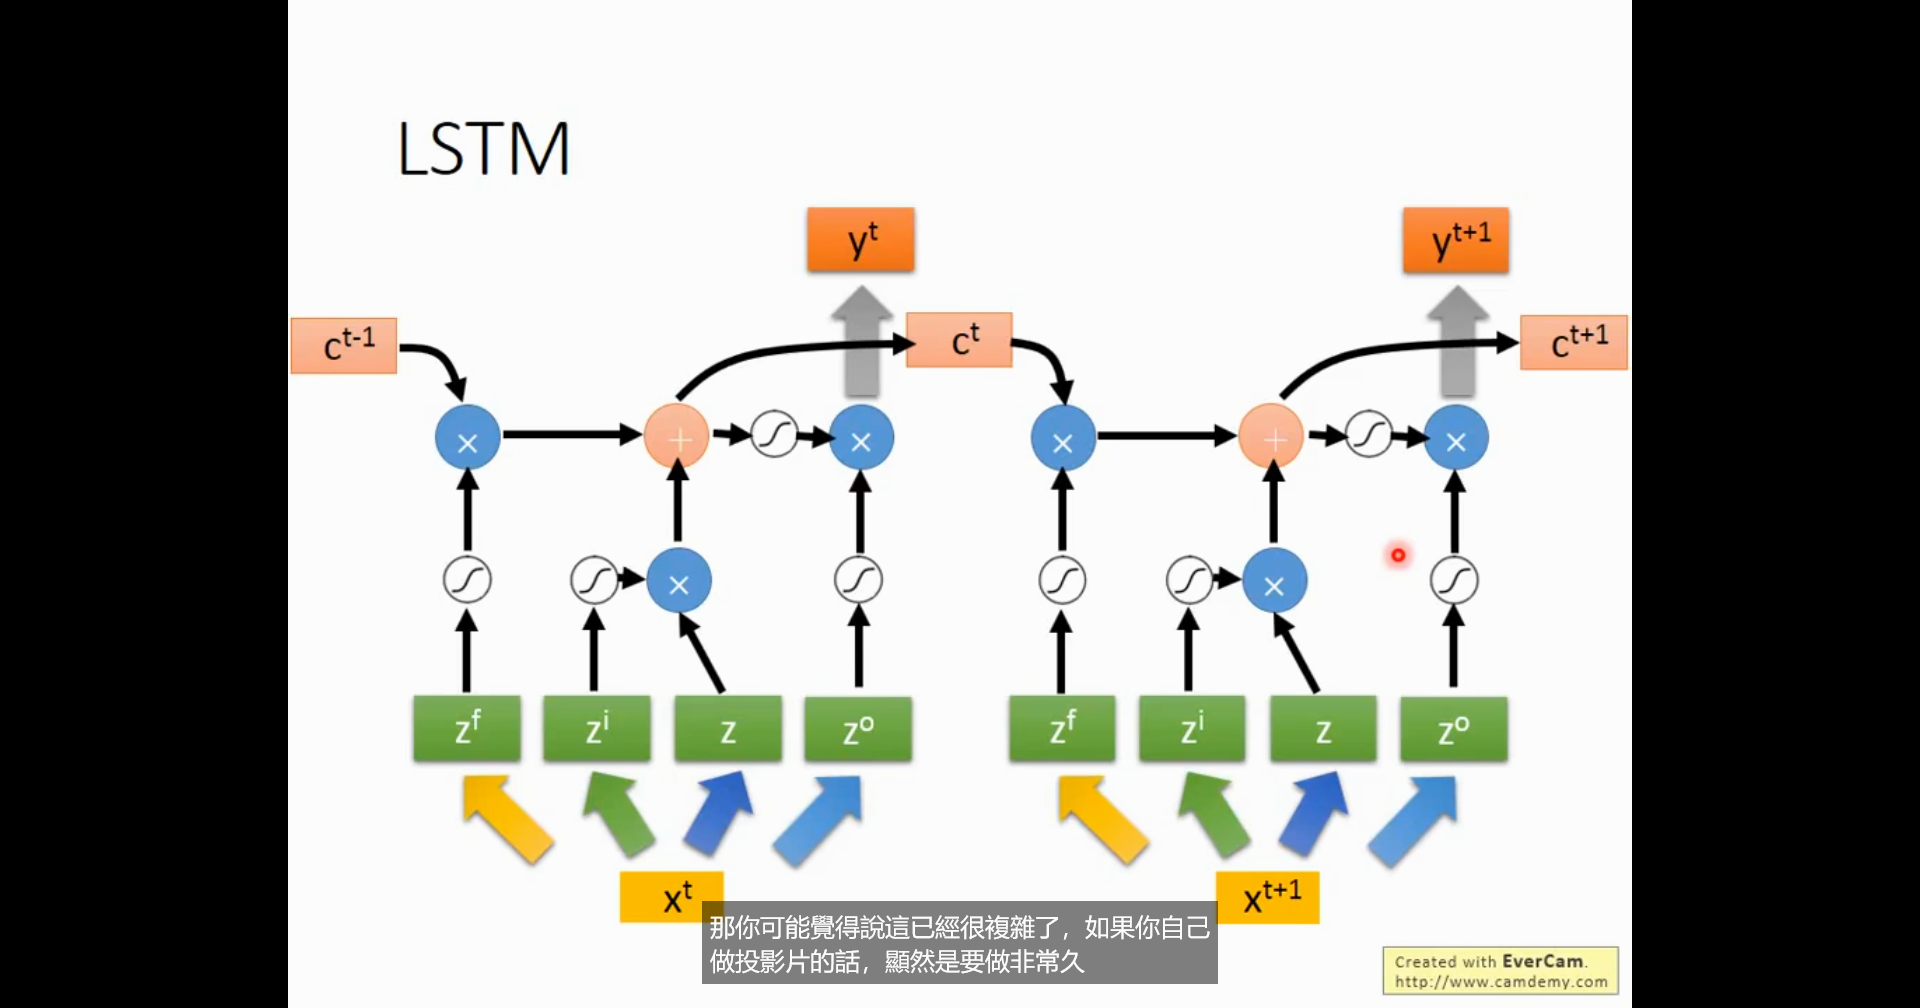 LSTM
y^t
y^{t+1}
c^{t-1}
c^t
c^{t+1}
× + × × + ×
× ×
z^f z^i z z^o z^f z^i z z^o
x^t x^{t+1}
那你可能覺得說這已經很複雜了，如果你自己
做投影片的話，顯然是要做非常久
Created with EverCam.
http://www.camdemy.com